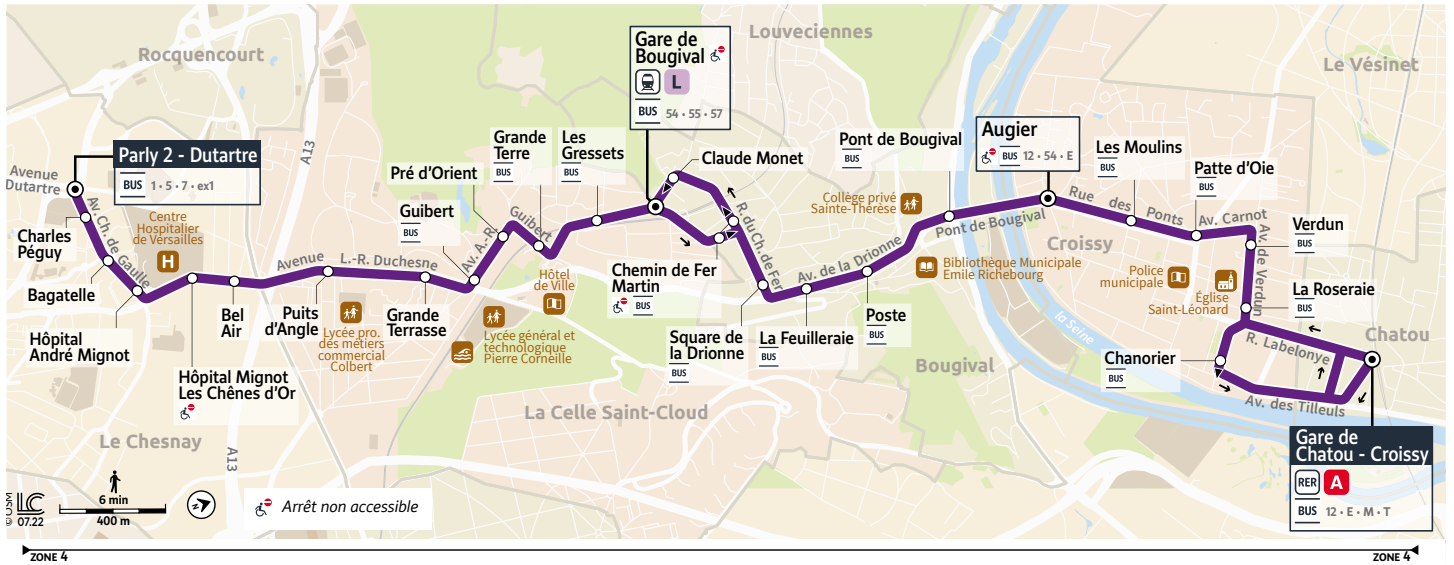 Rocquencourt
Louveciennes
Le Vésinet
A13
Gare de
Bougival
L
BUS 54 • 55 • 57
Parly 2 - Dutartre
BUS 1 • 5 • 7 • ex1
Avenue
Dutartre
Av. Ch. de Gaulle
Charles
Péguy
Bagatelle
Hôpital
André Mignot
Centre
Hospitalier
de Versailles
H
Hôpital Mignot
Les Chênes d'Or
Bel
Air
Avenue L.-R. Duchesne
Puits
d'Angle
Lycée pro.
des métiers
commercial
Colbert
Grande
Terrasse
Guibert
BUS
Av. A.-R. Guibert
Pré d'Orient
Grande
Terre
BUS
Les
Gressets
BUS
Hôtel
de Ville
Lycée général et
technologique
Pierre Corneille
Claude Monet
Chemin de Fer
Martin
BUS
R. du Ch. de Fer
Square de
la Drionne
BUS
La Feuilleraie
BUS
Av. de la Drionne
Poste
BUS
Pont de Bougival
BUS
Collège privé
Sainte-Thérèse
Pont de Bougival
Bibliothèque Municipale
Emile Richebourg
Augier
BUS 12 • 54 • E
Rue des Ponts
Les Moulins
BUS
Patte d'Oie
BUS
Av. Carnot
Verdun
BUS
Av. de Verdun
Croissy
Police
municipale
Église
Saint-Léonard
La Roseraie
BUS
la Seine
Chanorier
BUS
R. Labelonye
Av. des Tilleuls
Chatou
Gare de
Chatou - Croissy
RER A
BUS 12 • E • M • T
Bougival
La Celle Saint-Cloud
Le Chesnay
A13
© OSM
LC
07.22
6 min
400 m
N
Arrêt non accessible
ZONE 4
ZONE 4